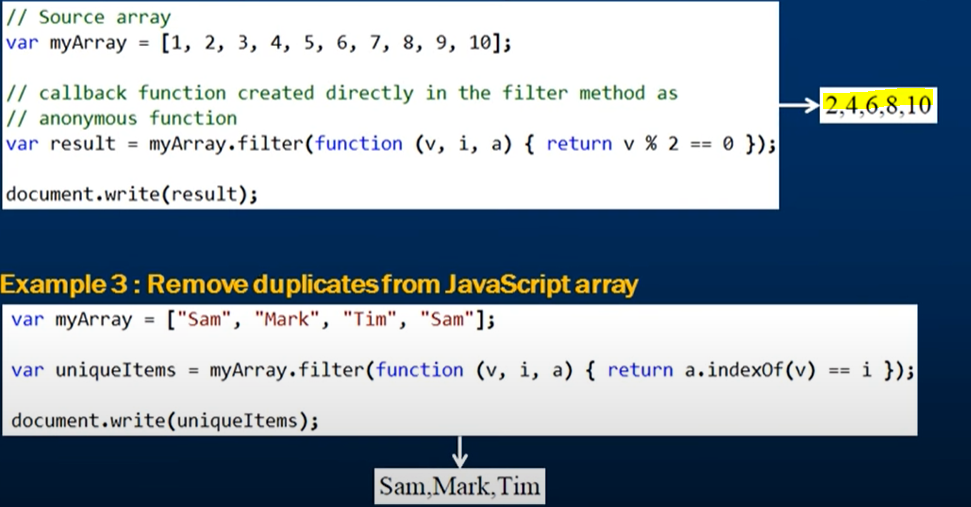 // Source array
var myArray = [1, 2, 3, 4, 5, 6, 7, 8, 9, 10];
// callback function created directly in the filter method as
// anonymous function
var result = myArray.filter(function (v, i, a) { return v % 2 == 0 });
document.write(result);
2,4,6,8,10
Example 3 : Remove duplicates from JavaScript array
var myArray = ["Sam", "Mark", "Tim", "Sam"];
var uniqueItems = myArray.filter(function (v, i, a) { return a.indexOf(v) == i });
document.write(uniqueItems);
Sam,Mark,Tim